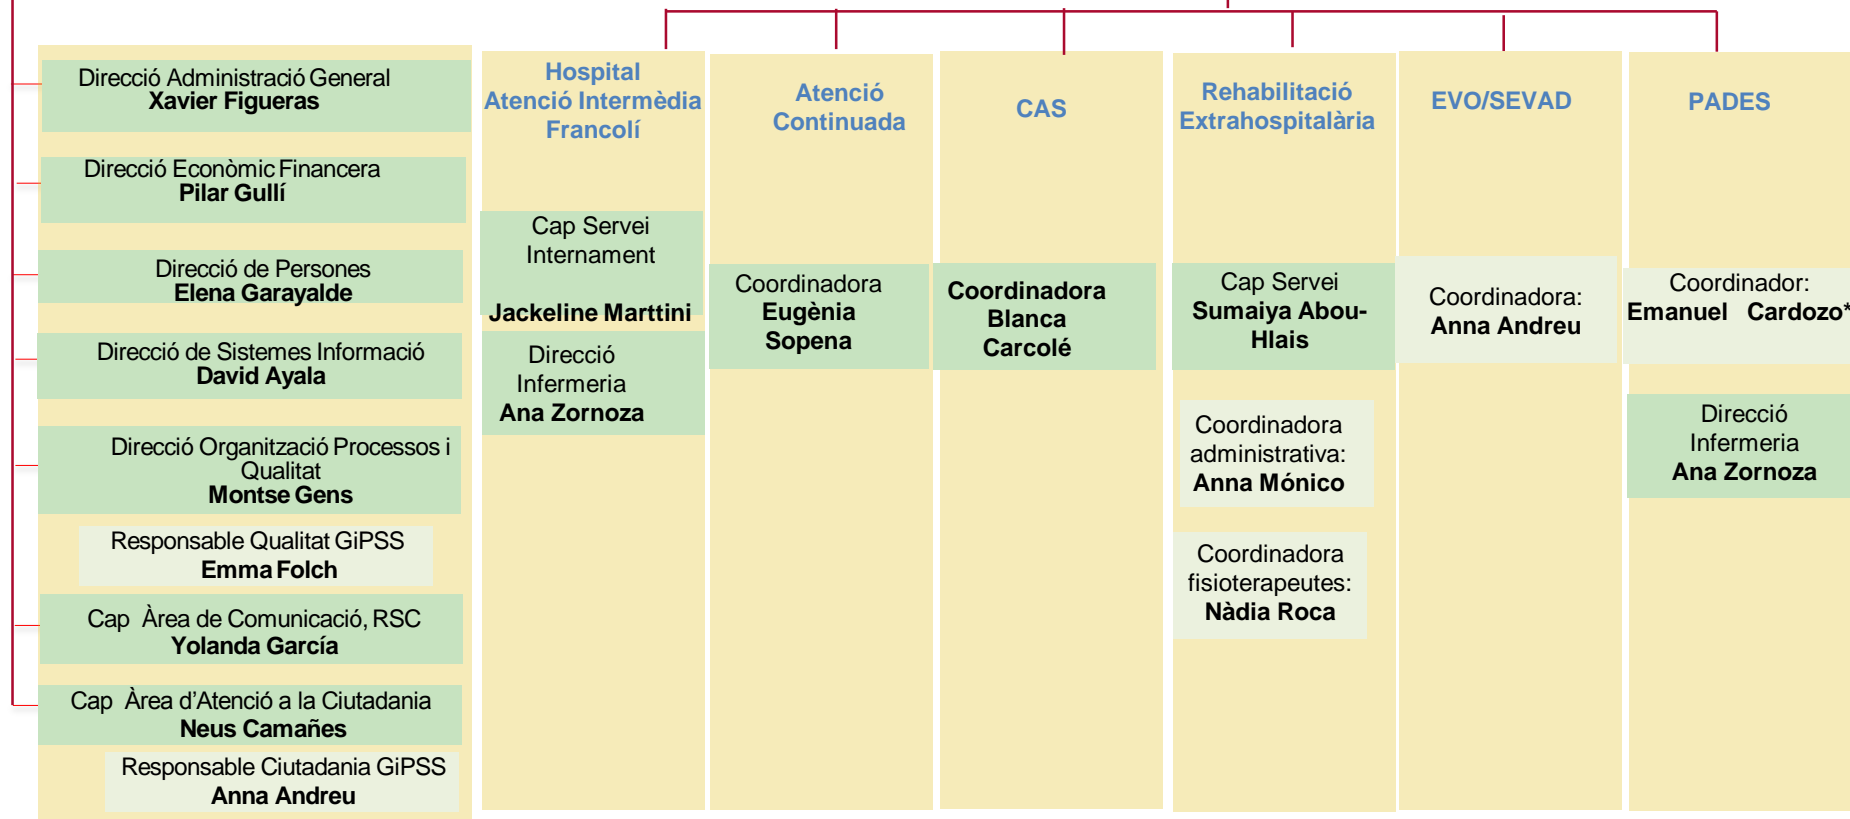 Direcció Administració General
Xavier Figueras
Direcció Econòmic Financera
Pilar Gullí
Direcció de Persones
Elena Garayalde
Direcció de Sistemes Informació
David Ayala
Direcció Organització Processos i
Qualitat
Montse Gens
Responsable Qualitat GiPSS
Emma Folch
Cap Àrea de Comunicació, RSC
Yolanda García
Cap Àrea d’Atenció a la Ciutadania
Neus Camañes
Responsable Ciutadania GiPSS
Anna Andreu
Hospital
Atenció Intermèdia
Francolí
Cap Servei
Internament
Jackeline Marttini
Direcció
Infermeria
Ana Zornoza
Atenció
Continuada
Coordinadora
Eugènia
Sopena
CAS
Coordinadora
Blanca
Carcolé
Rehabilitació
Extrahospitalària
Cap Servei
Sumaiya Abou-
Hlais
Coordinadora
administrativa:
Anna Mónico
Coordinadora
fisioterapeutes:
Nàdia Roca
EVO/SEVAD
Coordinadora:
Anna Andreu
PADES
Coordinador:
Emanuel Cardozo*
Direcció
Infermeria
Ana Zornoza